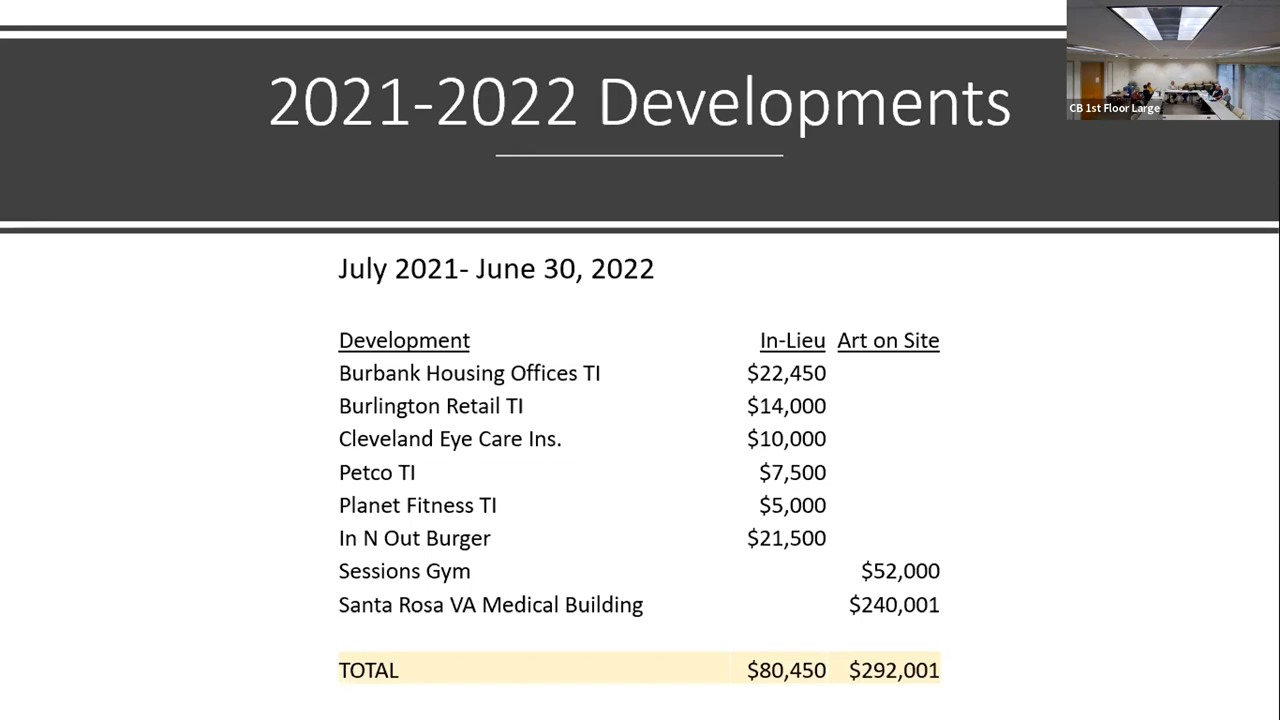 2021-2022 Developments
CB 1st Floor Large
July 2021- June 30, 2022
Development In-Lieu Art on Site
Burbank Housing Offices TI $22,450
Burlington Retail TI $14,000
Cleveland Eye Care Ins. $10,000
Petco TI $7,500
Planet Fitness TI $5,000
In N Out Burger $21,500
Sessions Gym $52,000
Santa Rosa VA Medical Building $240,001
TOTAL $80,450 $292,001